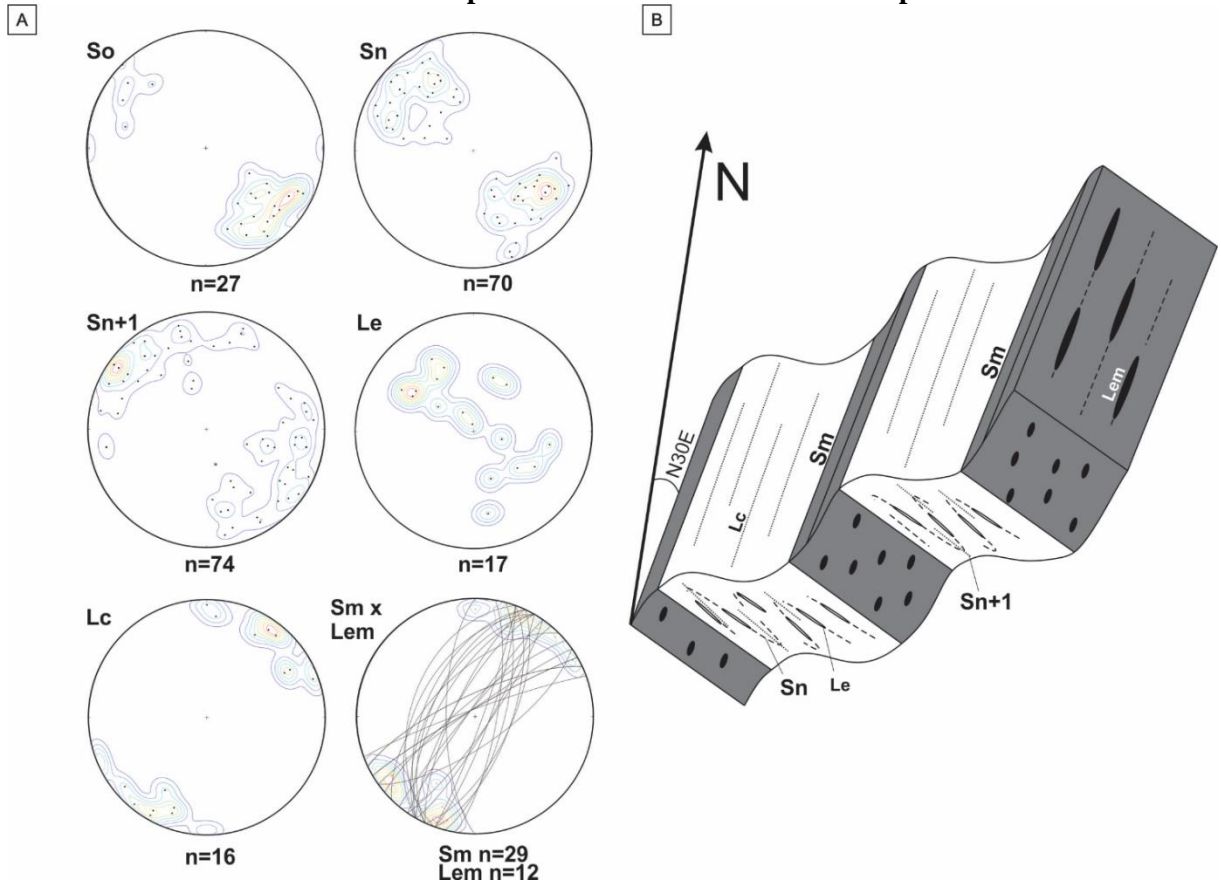 A
So
n=27
Sn
n=70
Sn+1
n=74
Le
n=17
Lc
n=16
Sm x
Lem
Sm n=29
Lem n=12
B
N
N30E
Lc
Sm
Sm
Lem
Sn+1
Sn
Le